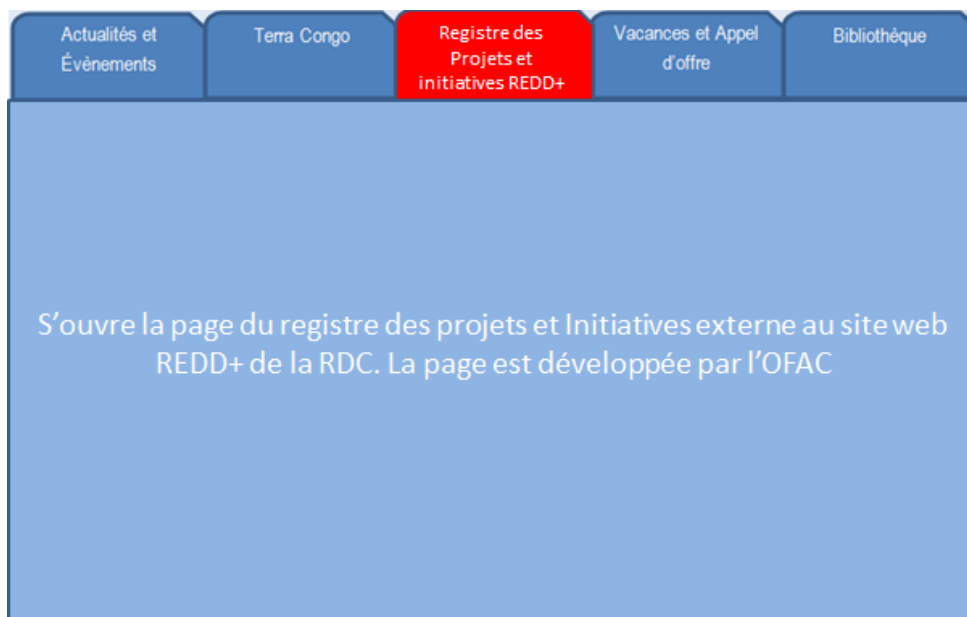 Actualités et
Évènements
Terra Congo
Registre des
Projets et
initiatives REDD+
Vacances et Appel
d'offre
Bibliothèque
S’ouvre la page du registre des projets et Initiatives externe au site web
REDD+ de la RDC. La page est développée par l’OFAC